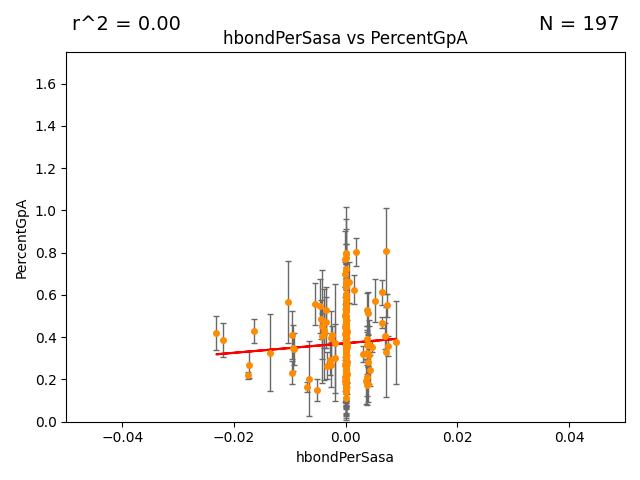 r^2 = 0.00
N = 197
hbondPerSasa vs PercentGpA
PercentGpA
1.6
1.4
1.2
1.0
0.8
0.6
0.4
0.2
0.0
−0.04
−0.02
0.00
0.02
0.04
hbondPerSasa